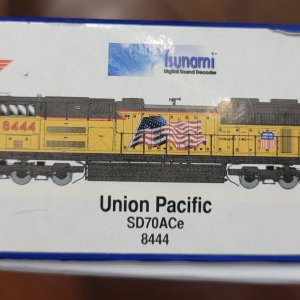 Tsunami
Digital Sound Decoder
8444
Union Pacific
SD70ACe
8444